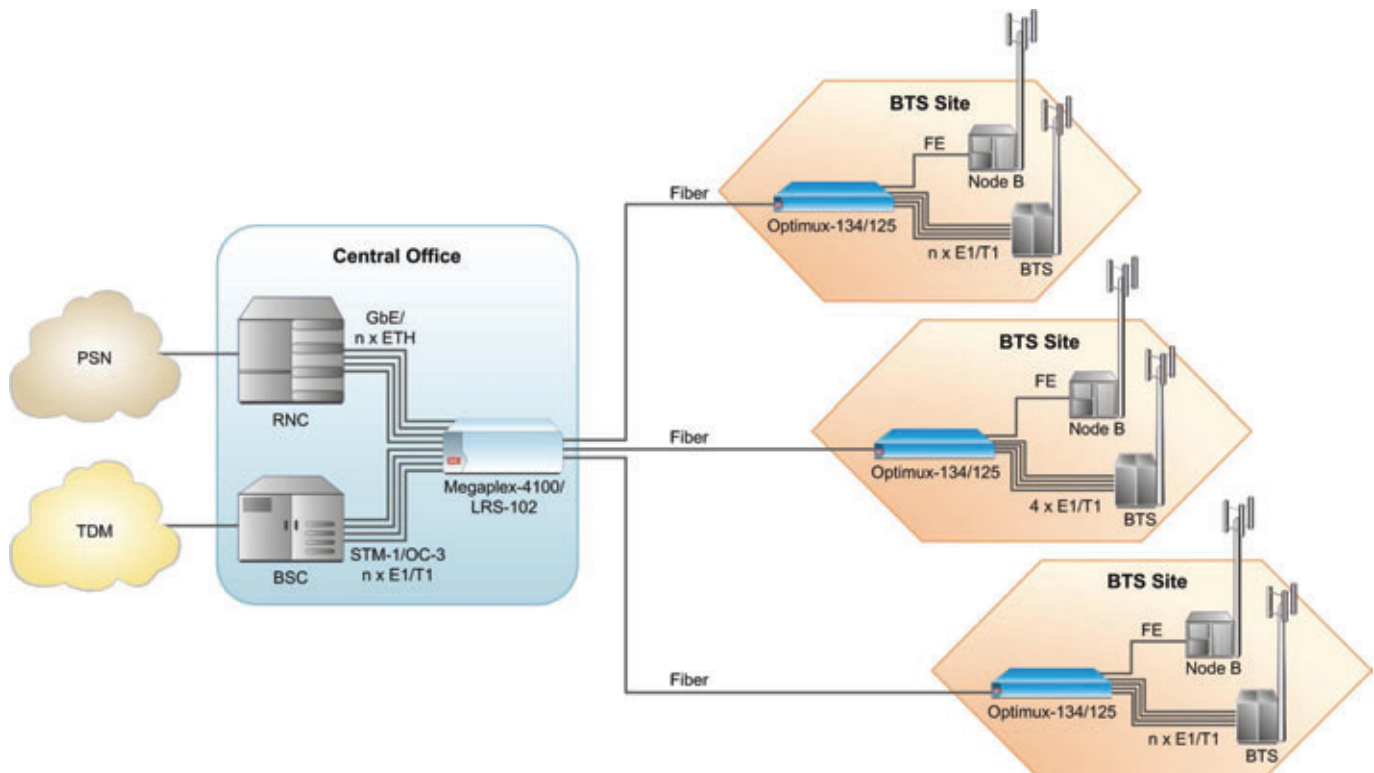 BTS Site
FE
Node B
Fiber
Optimux-134/125
n x E1/T1
BTS
Central Office
GbE/
n x ETH
PSN
RNC
BTS Site
FE
Node B
Fiber
Optimux-134/125
4 x E1/T1
BTS
Megaplex-4100/
LRS-102
TDM
BSC
STM-1/OC-3
n x E1/T1
BTS Site
FE
Node B
Fiber
Optimux-134/125
n x E1/T1
BTS